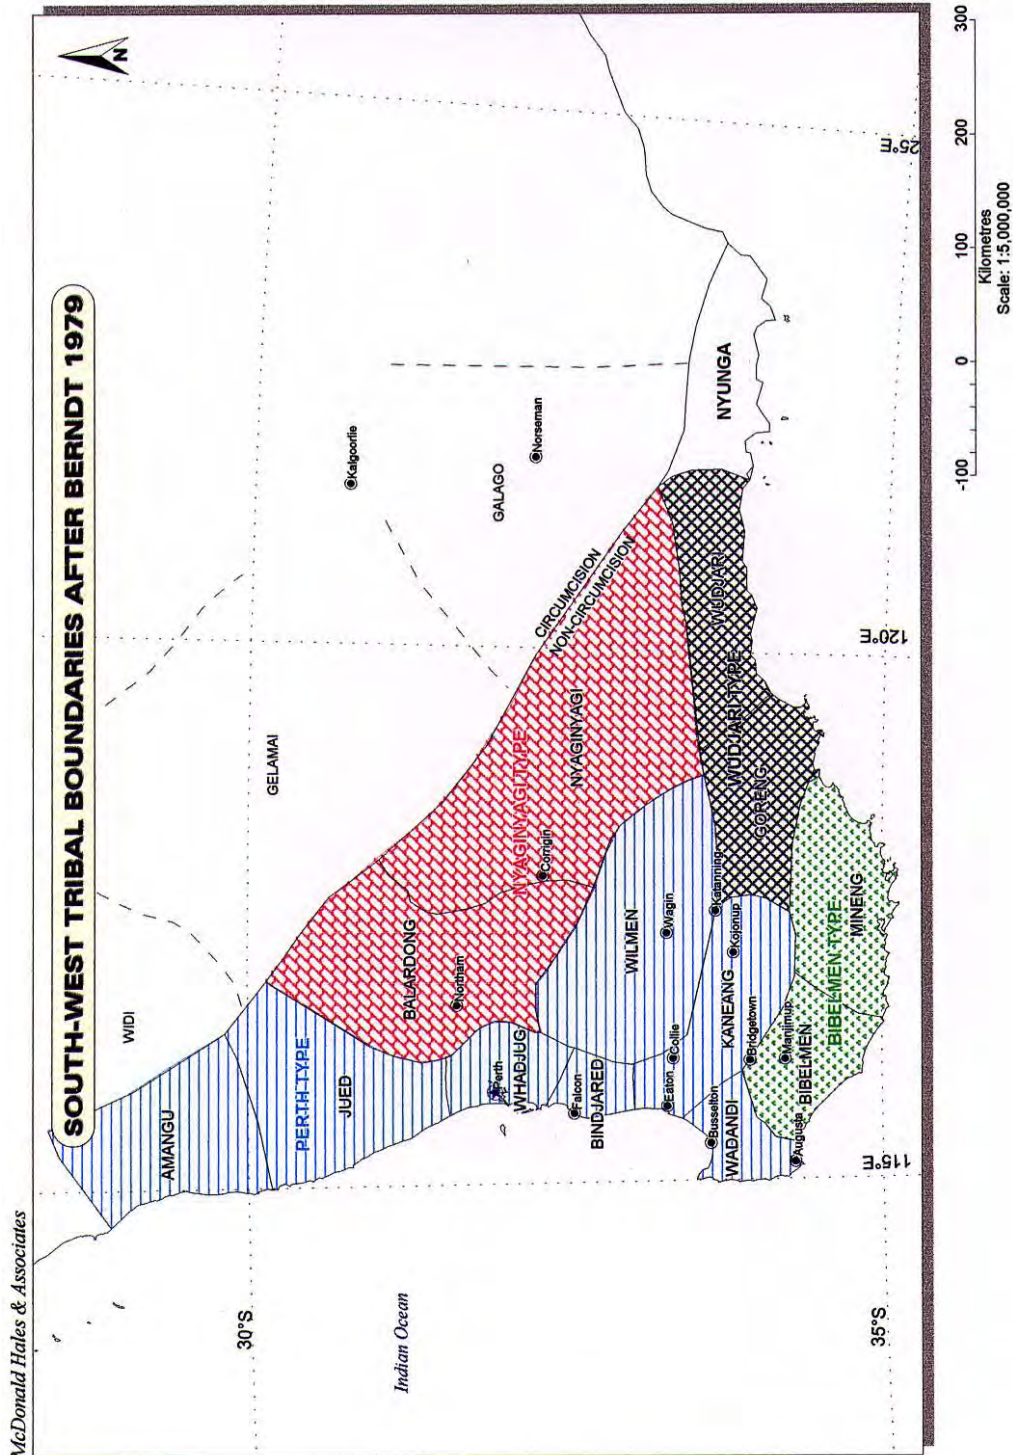 McDonald Hales & Associates
SOUTH-WEST TRIBAL BOUNDARIES AFTER BERNDT 1979
N
WIDI
AMANGU
30°S
GELAMAI
Kalgoorlie
PERTH TYPE
JUED
Indian Ocean
BALARDONG
Northam
GALAGO
Norseman
CIRCUMCISION
NON-CIRCUMCISION
NYAGINYAGI TYPE
Corrigin
NYAGINYAGI
Perth
WHADJUG
Falcon
BINDJARED
WILMEN
Wagin
Collie
Eaton
Katanning
Kojonup
KANEANG
Busselton
WADANDI
Bridgetown
Manjimup
BIBELMEN
Augusta
WUDJARI
WUDJARI TYPE
GORENG
NYUNGA
BIBELMEN TYPE
MINENG
35°S
115°E
120°E
25°E
-100 0 100 200 300
Kilometres
Scale: 1:5,000,000